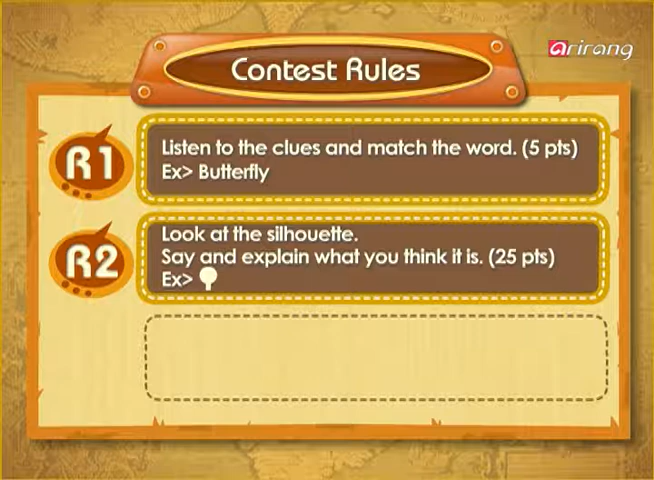 arirang
Contest Rules
R1
Listen to the clues and match the word. (5 pts)
Ex> Butterfly
R2
Look at the silhouette.
Say and explain what you think it is. (25 pts)
Ex>